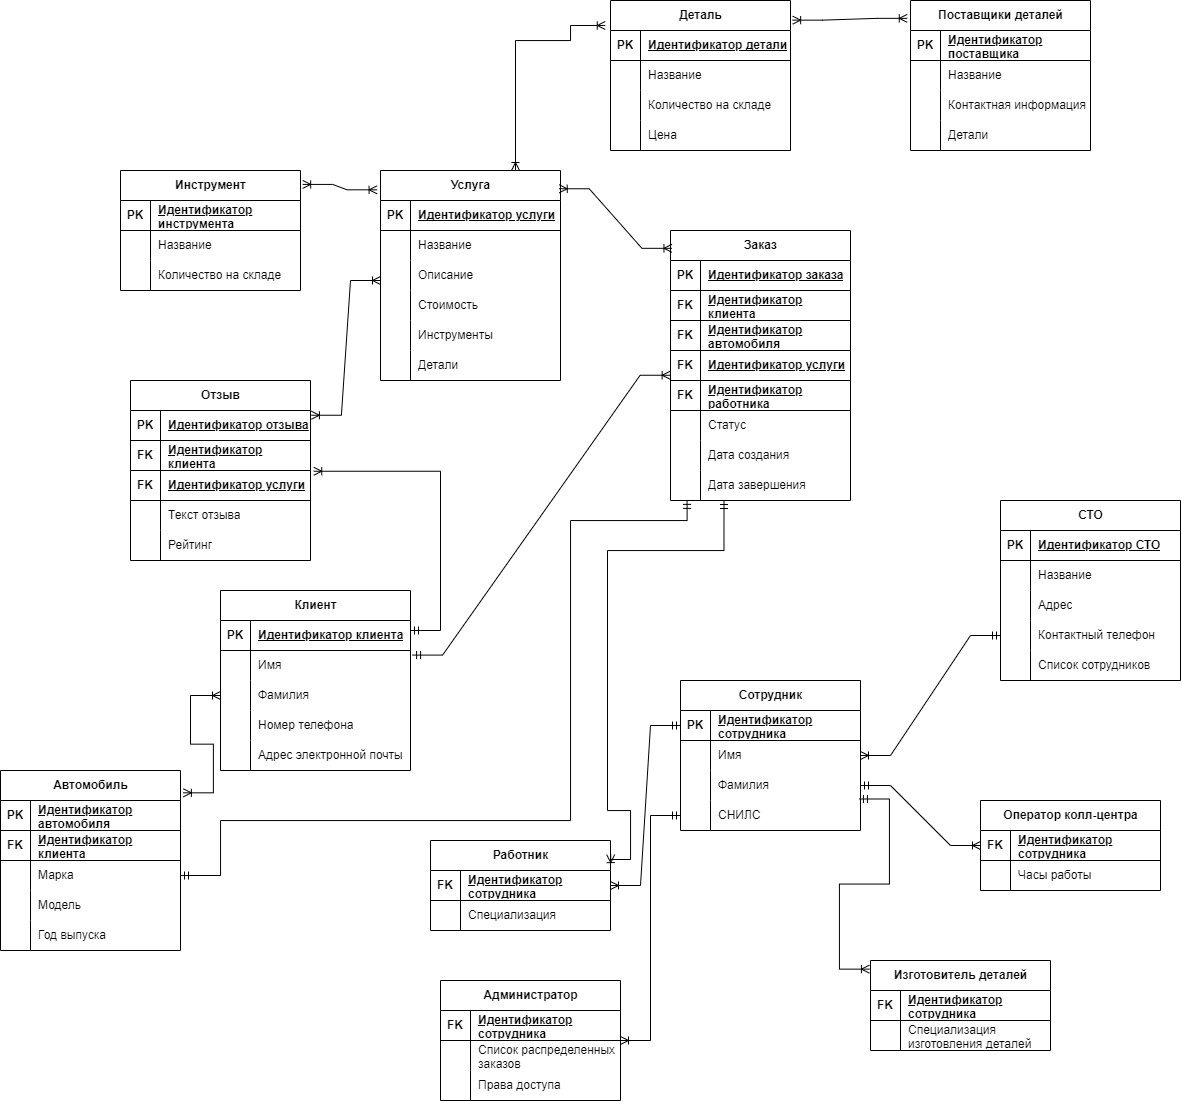 Деталь
PK
Идентификатор детали
Название
Количество на складе
Цена
Поставщики деталей
PK
Идентификатор
поставщика
Название
Контактная информация
Детали
Инструмент
PK
Идентификатор
инструмента
Название
Количество на складе
Услуга
PK
Идентификатор услуги
Название
Описание
Стоимость
Инструменты
Детали
Заказ
PK
Идентификатор заказа
FK
Идентификатор
клиента
FK
Идентификатор
автомобиля
FK
Идентификатор услуги
FK
Идентификатор
работника
Статус
Дата создания
Дата завершения
Отзыв
PK
Идентификатор отзыва
FK
Идентификатор
клиента
FK
Идентификатор услуги
Текст отзыва
Рейтинг
СТО
PK
Идентификатор СТО
Название
Адрес
Контактный телефон
Список сотрудников
Клиент
PK
Идентификатор клиента
Имя
Фамилия
Номер телефона
Адрес электронной почты
Сотрудник
PK
Идентификатор
сотрудника
Имя
Фамилия
СНИЛС
Автомобиль
PK
Идентификатор
автомобиля
FK
Идентификатор
клиента
Марка
Модель
Год выпуска
Оператор колл-центра
FK
Идентификатор
сотрудника
Часы работы
Работник
FK
Идентификатор
сотрудника
Специализация
Изготовитель деталей
FK
Идентификатор
сотрудника
Специализация
изготовления деталей
Администратор
FK
Идентификатор
сотрудника
Список распределенных
заказов
Права доступа